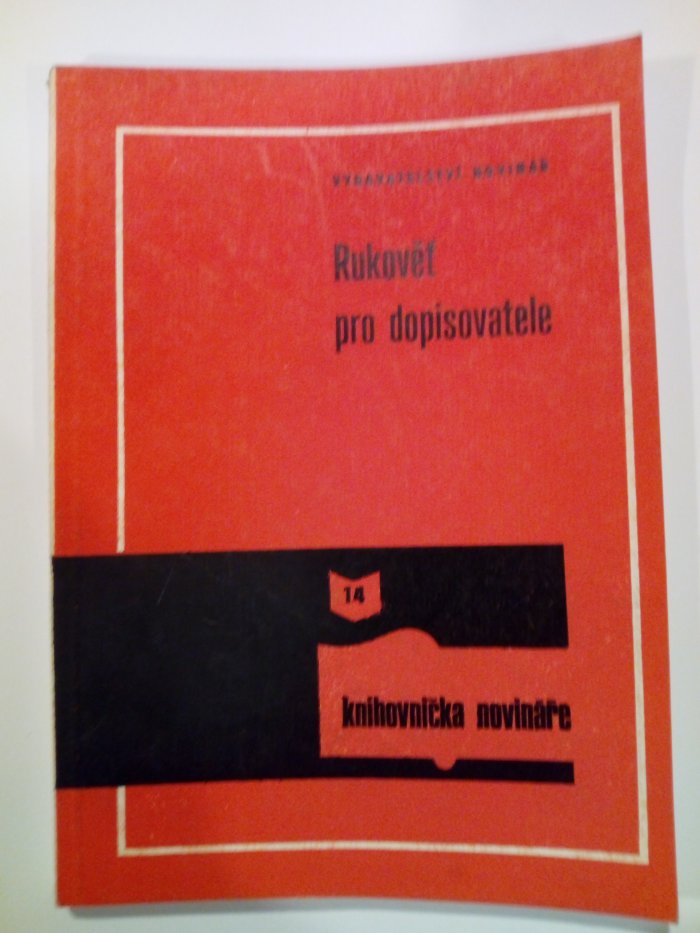 VYDAVATELSTVÍ NOVINÁŘ
Rukověť
pro dopisovatele
14
knihovnička novináře